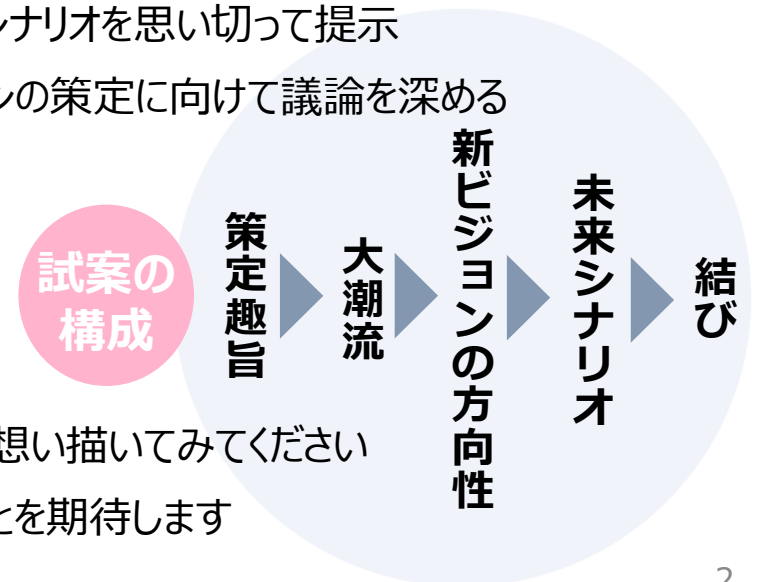 ナリオを思い切って提示
の策定に向けて議論を深める
試案の
構成
策定趣旨
大潮流
新ビジョンの方向性
未来シナリオ
結び
想い描いてみてください
とを期待します
2